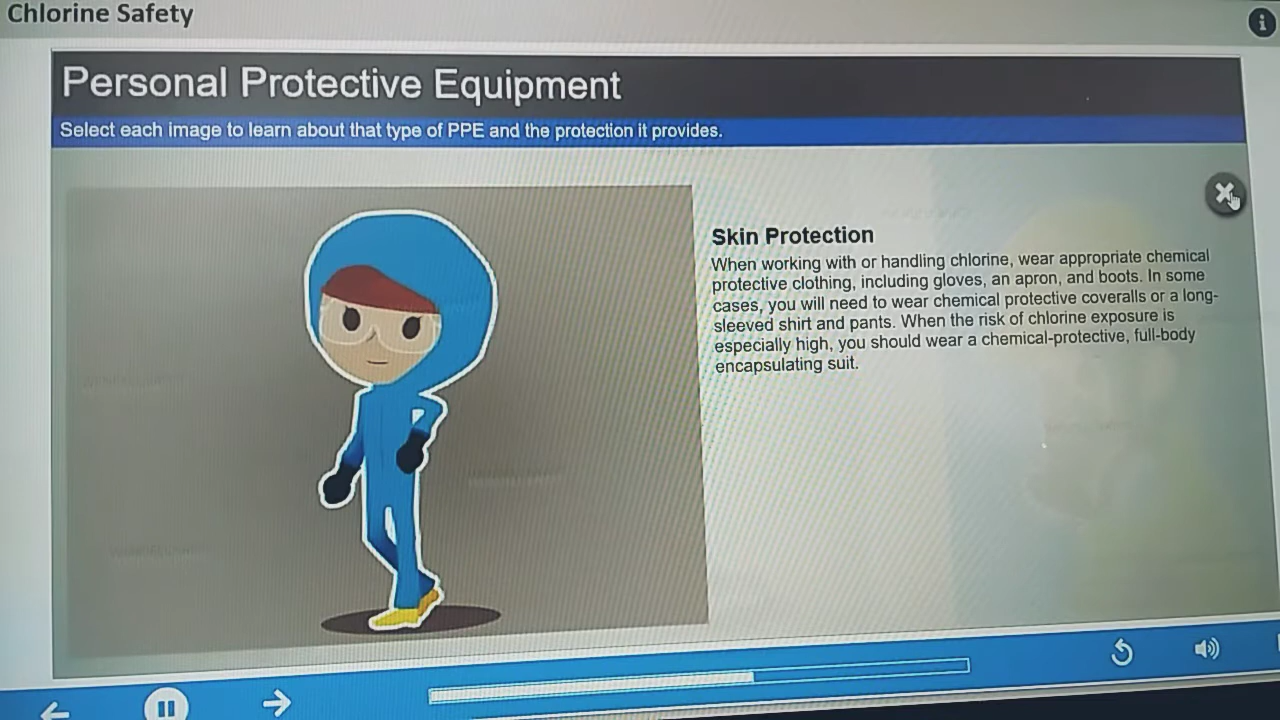 Chlorine Safety
Personal Protective Equipment
Select each image to learn about that type of PPE and the protection it provides.
Skin Protection
When working with or handling chlorine, wear appropriate chemical
protective clothing, including gloves, an apron, and boots. In some
cases, you will need to wear chemical protective coveralls or a long-
sleeved shirt and pants. When the risk of chlorine exposure is
especially high, you should wear a chemical-protective, full-body
encapsulating suit.